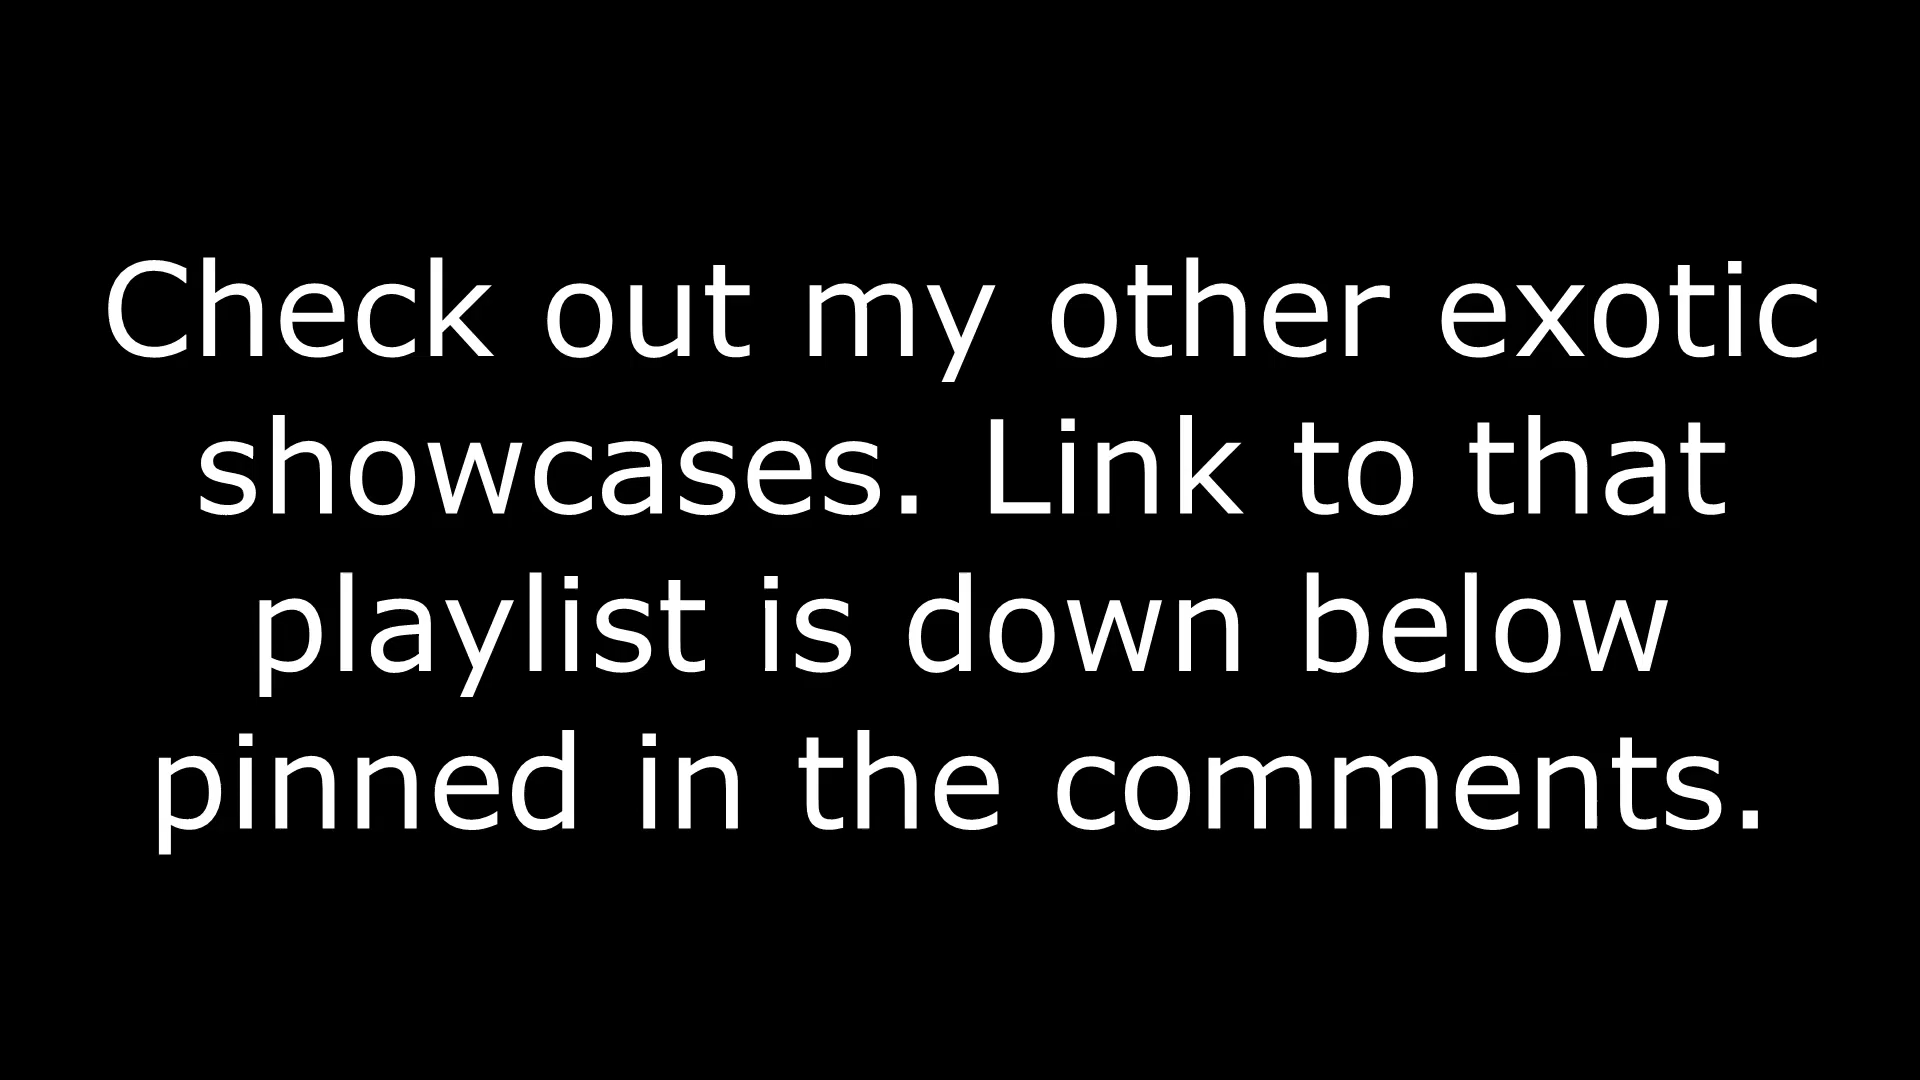 Check out my other exotic
showcases. Link to that
playlist is down below
pinned in the comments.